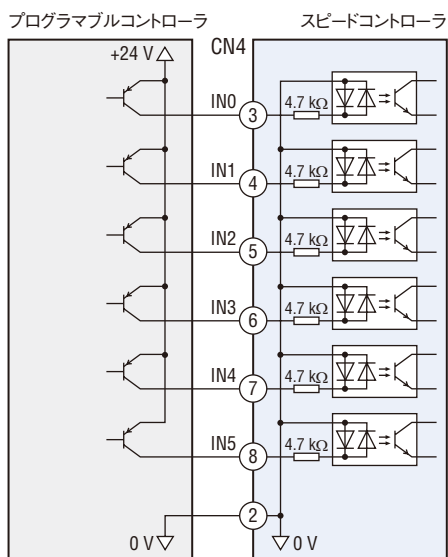 プログラマブルコントローラ
スピードコントローラ
+24 V
CN4
IN0
3
4.7 kΩ
IN1
4
4.7 kΩ
IN2
5
4.7 kΩ
IN3
6
4.7 kΩ
IN4
7
4.7 kΩ
IN5
8
4.7 kΩ
2
0 V
0 V